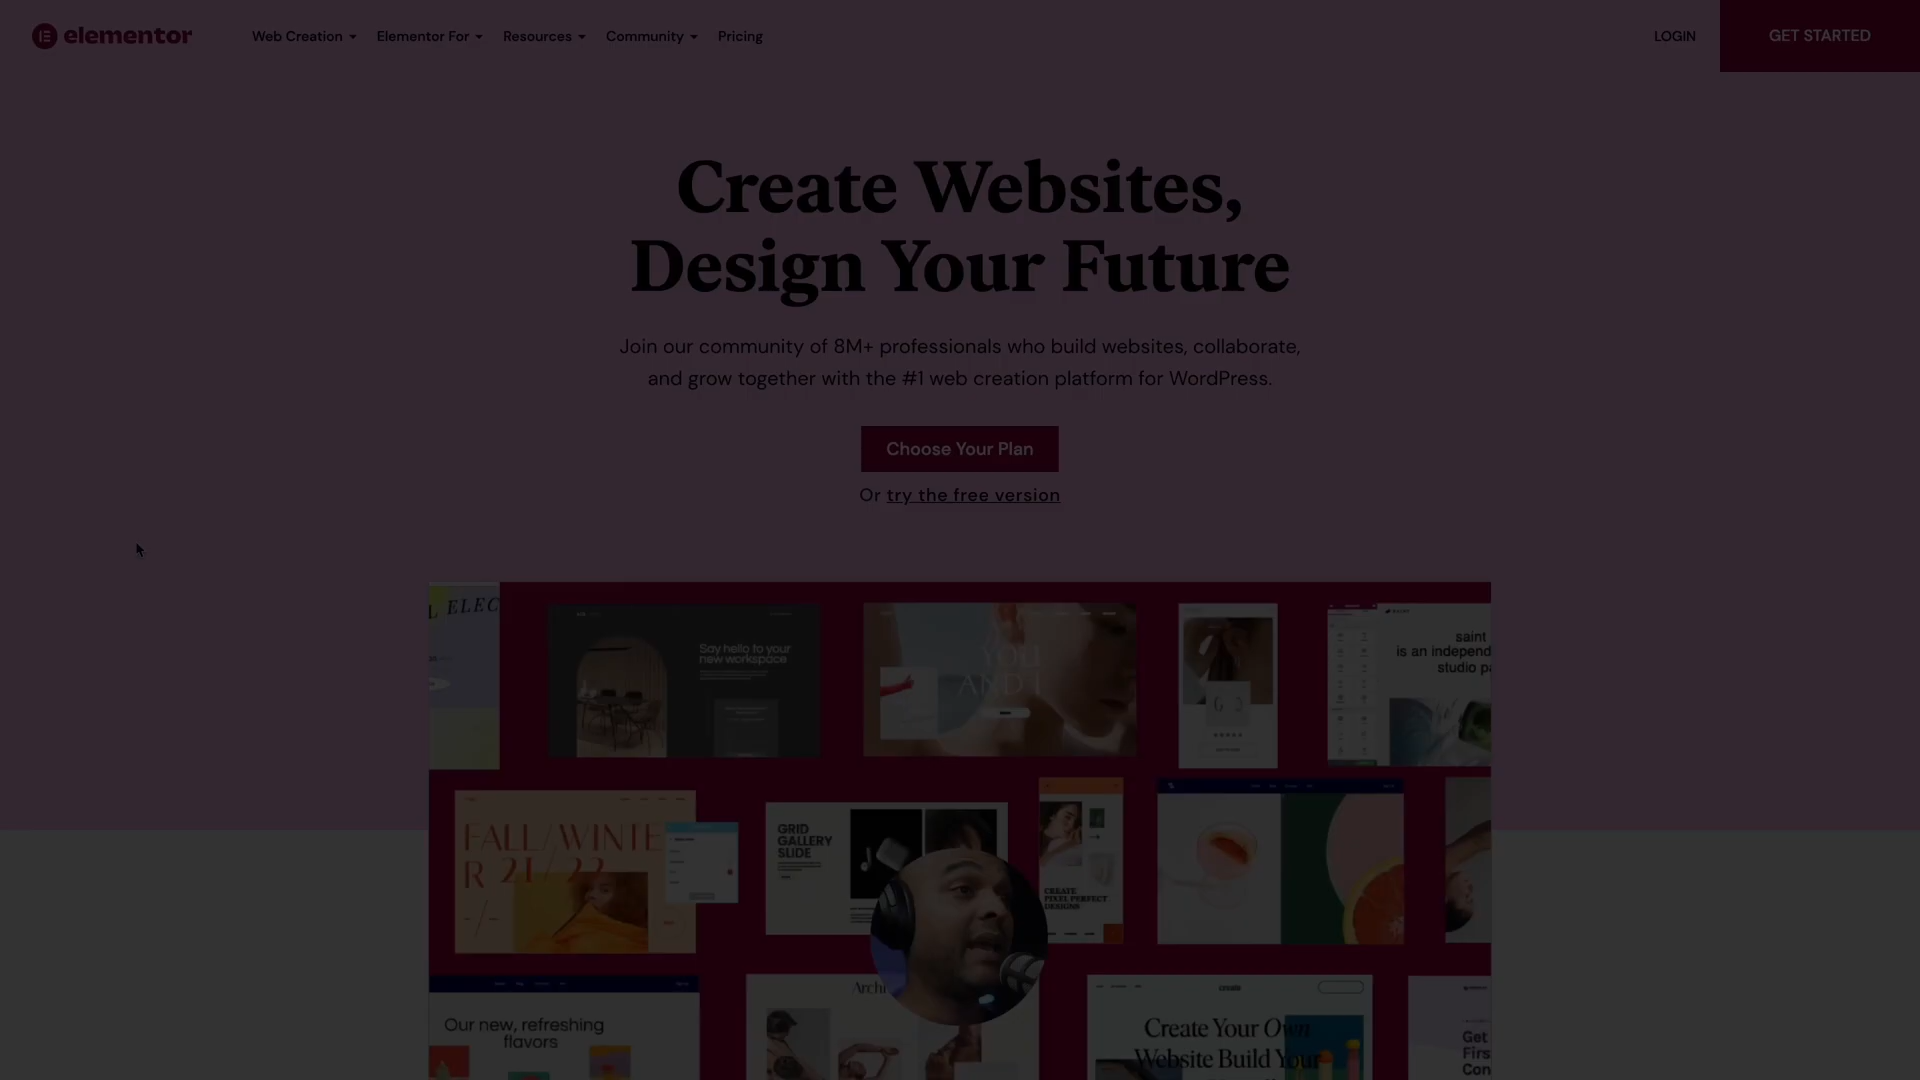 elementor
Web Creation
Elementor For
Resources
Community
Pricing
LOGIN
GET STARTED
Create Websites,
Design Your Future
Join our community of 8M+ professionals who build websites, collaborate,
and grow together with the #1 web creation platform for WordPress.
Choose Your Plan
Or try the free version
L ELEC
Say hello to your
new workspace
YOU
AND I
63
saint
is an independ
studio pa
FALL/WINTE
R 21/22
GRID
GALLERY
SLIDE
CREATE
PIXEL PERFECT
DESIGNS
Our new, refreshing
flavors
Archi
create
Create Your Own
Website Build Your
Get
Firs
Con